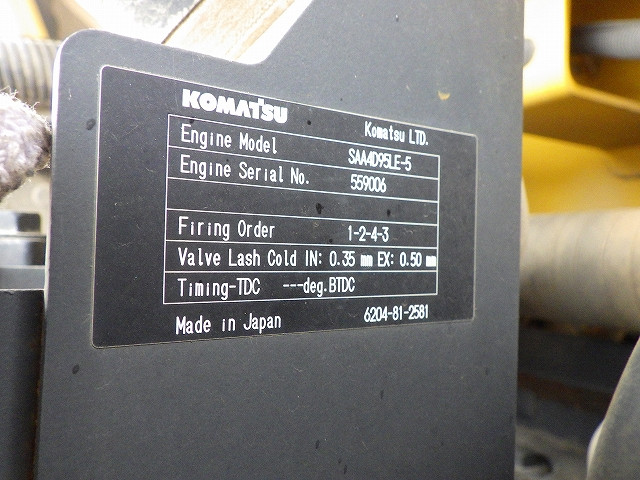 KOMATSU
Komatsu LTD.
Engine Model SAA4D95LE-5
Engine Serial No. 559006
Firing Order 1-2-4-3
Valve Lash Cold IN: 0.35 mm EX: 0.50 mm
Timing-TDC ---deg.BTDC
Made in Japan 6204-81-2581